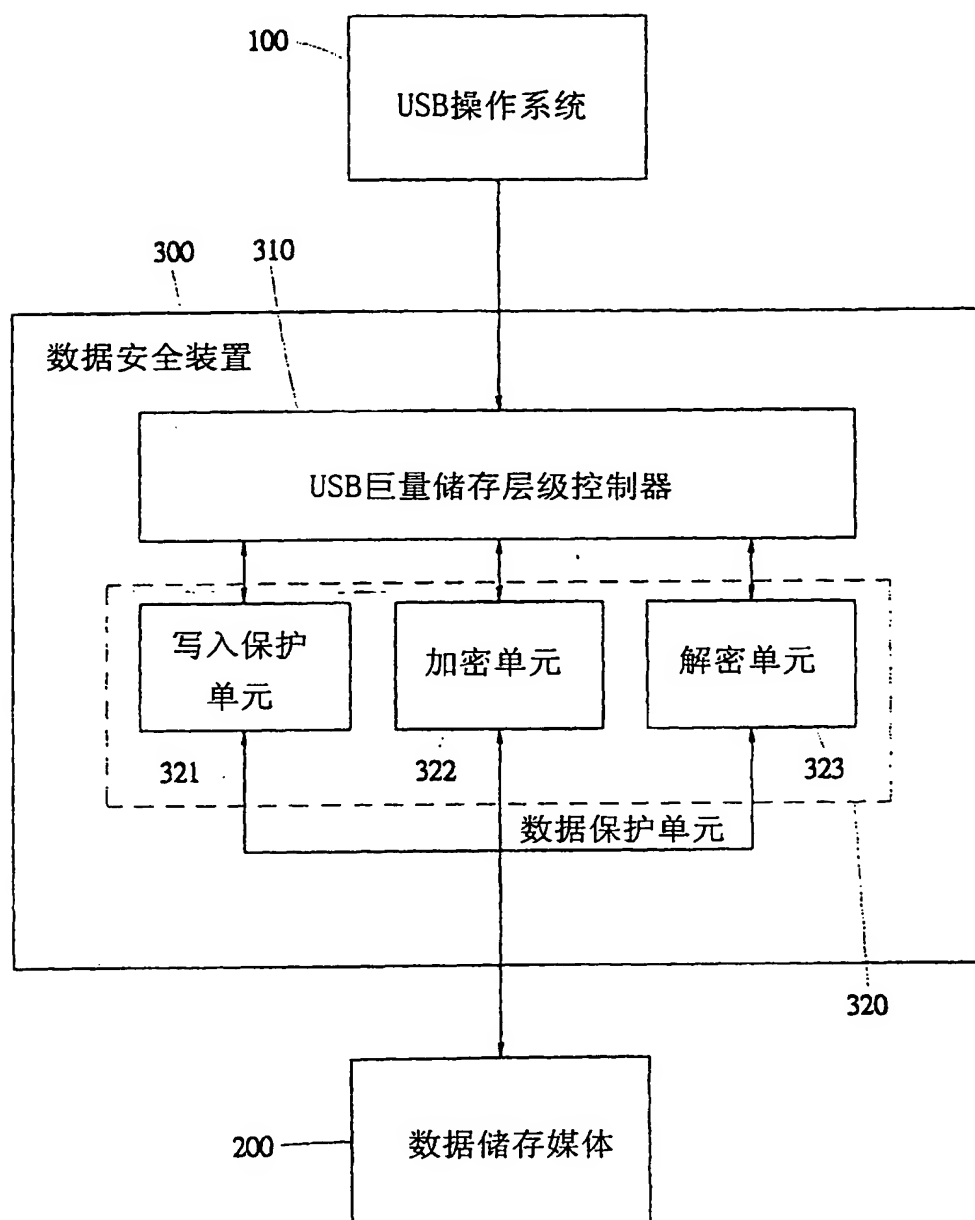 100
USB操作系统
300
310
数据安全装置
USB巨量储存层级控制器
写入保护
单元
加密单元
解密单元
321
322
323
数据保护单元
320
200
数据储存媒体